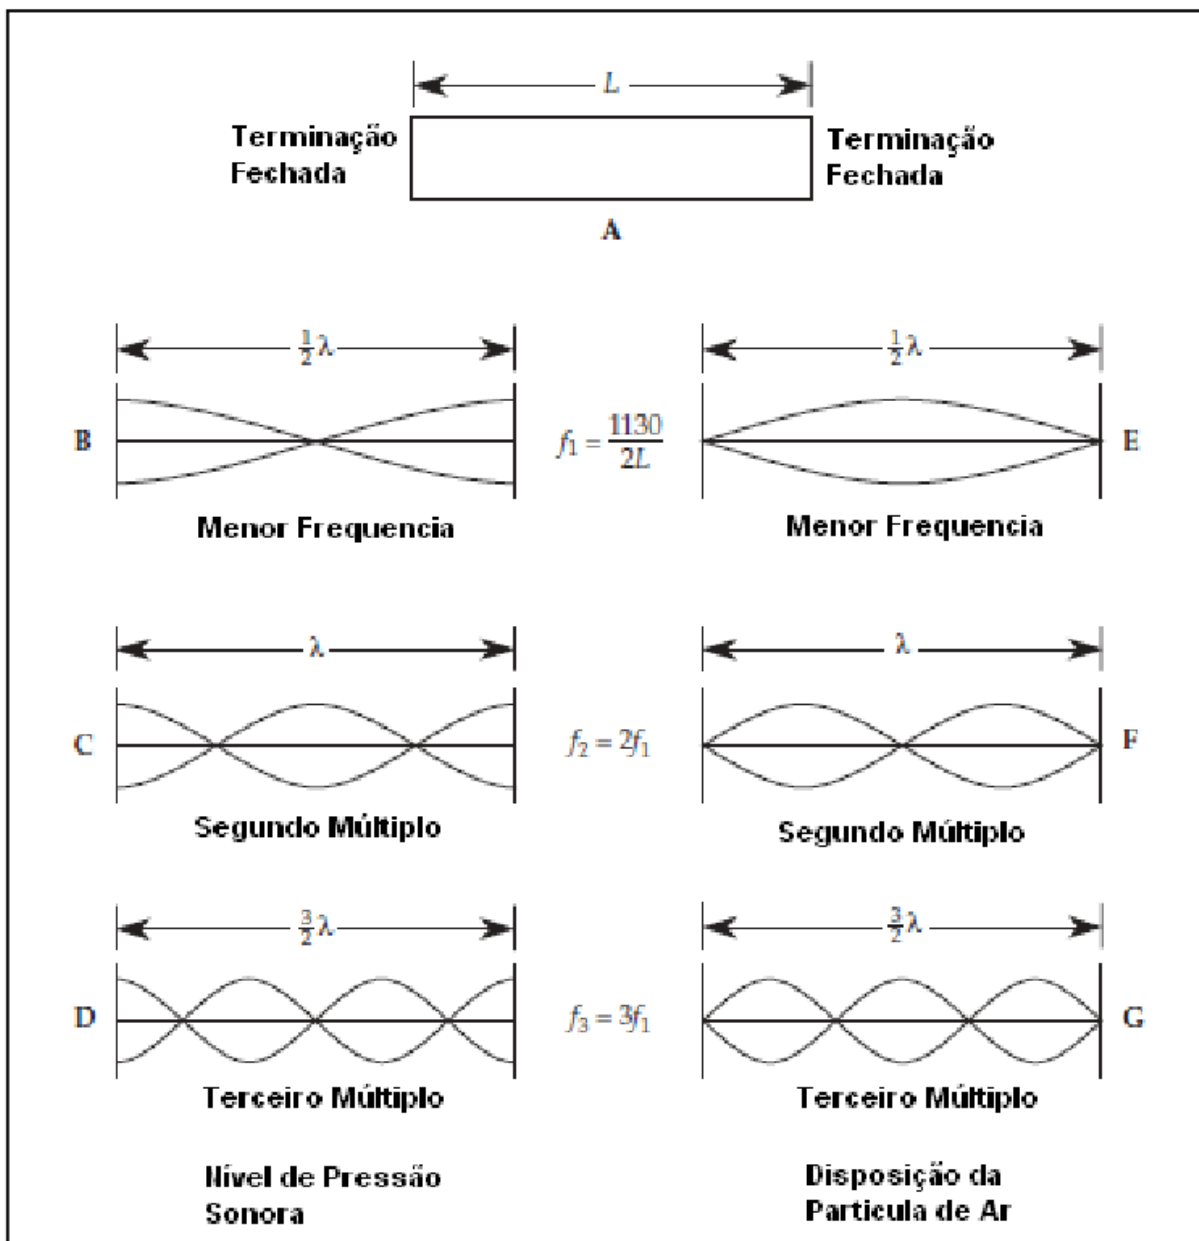 L
Terminação
Fechada
Terminação
Fechada
A
½λ
½λ
B
f₁ = 1130/2L
E
Menor Frequencia
Menor Frequencia
λ
λ
C
f₂ = 2f₁
F
Segundo Múltiplo
Segundo Múltiplo
3/2 λ
3/2 λ
D
f₃ = 3f₁
G
Terceiro Múltiplo
Terceiro Múltiplo
Nível de Pressão
Sonora
Disposição da
Particula de Ar